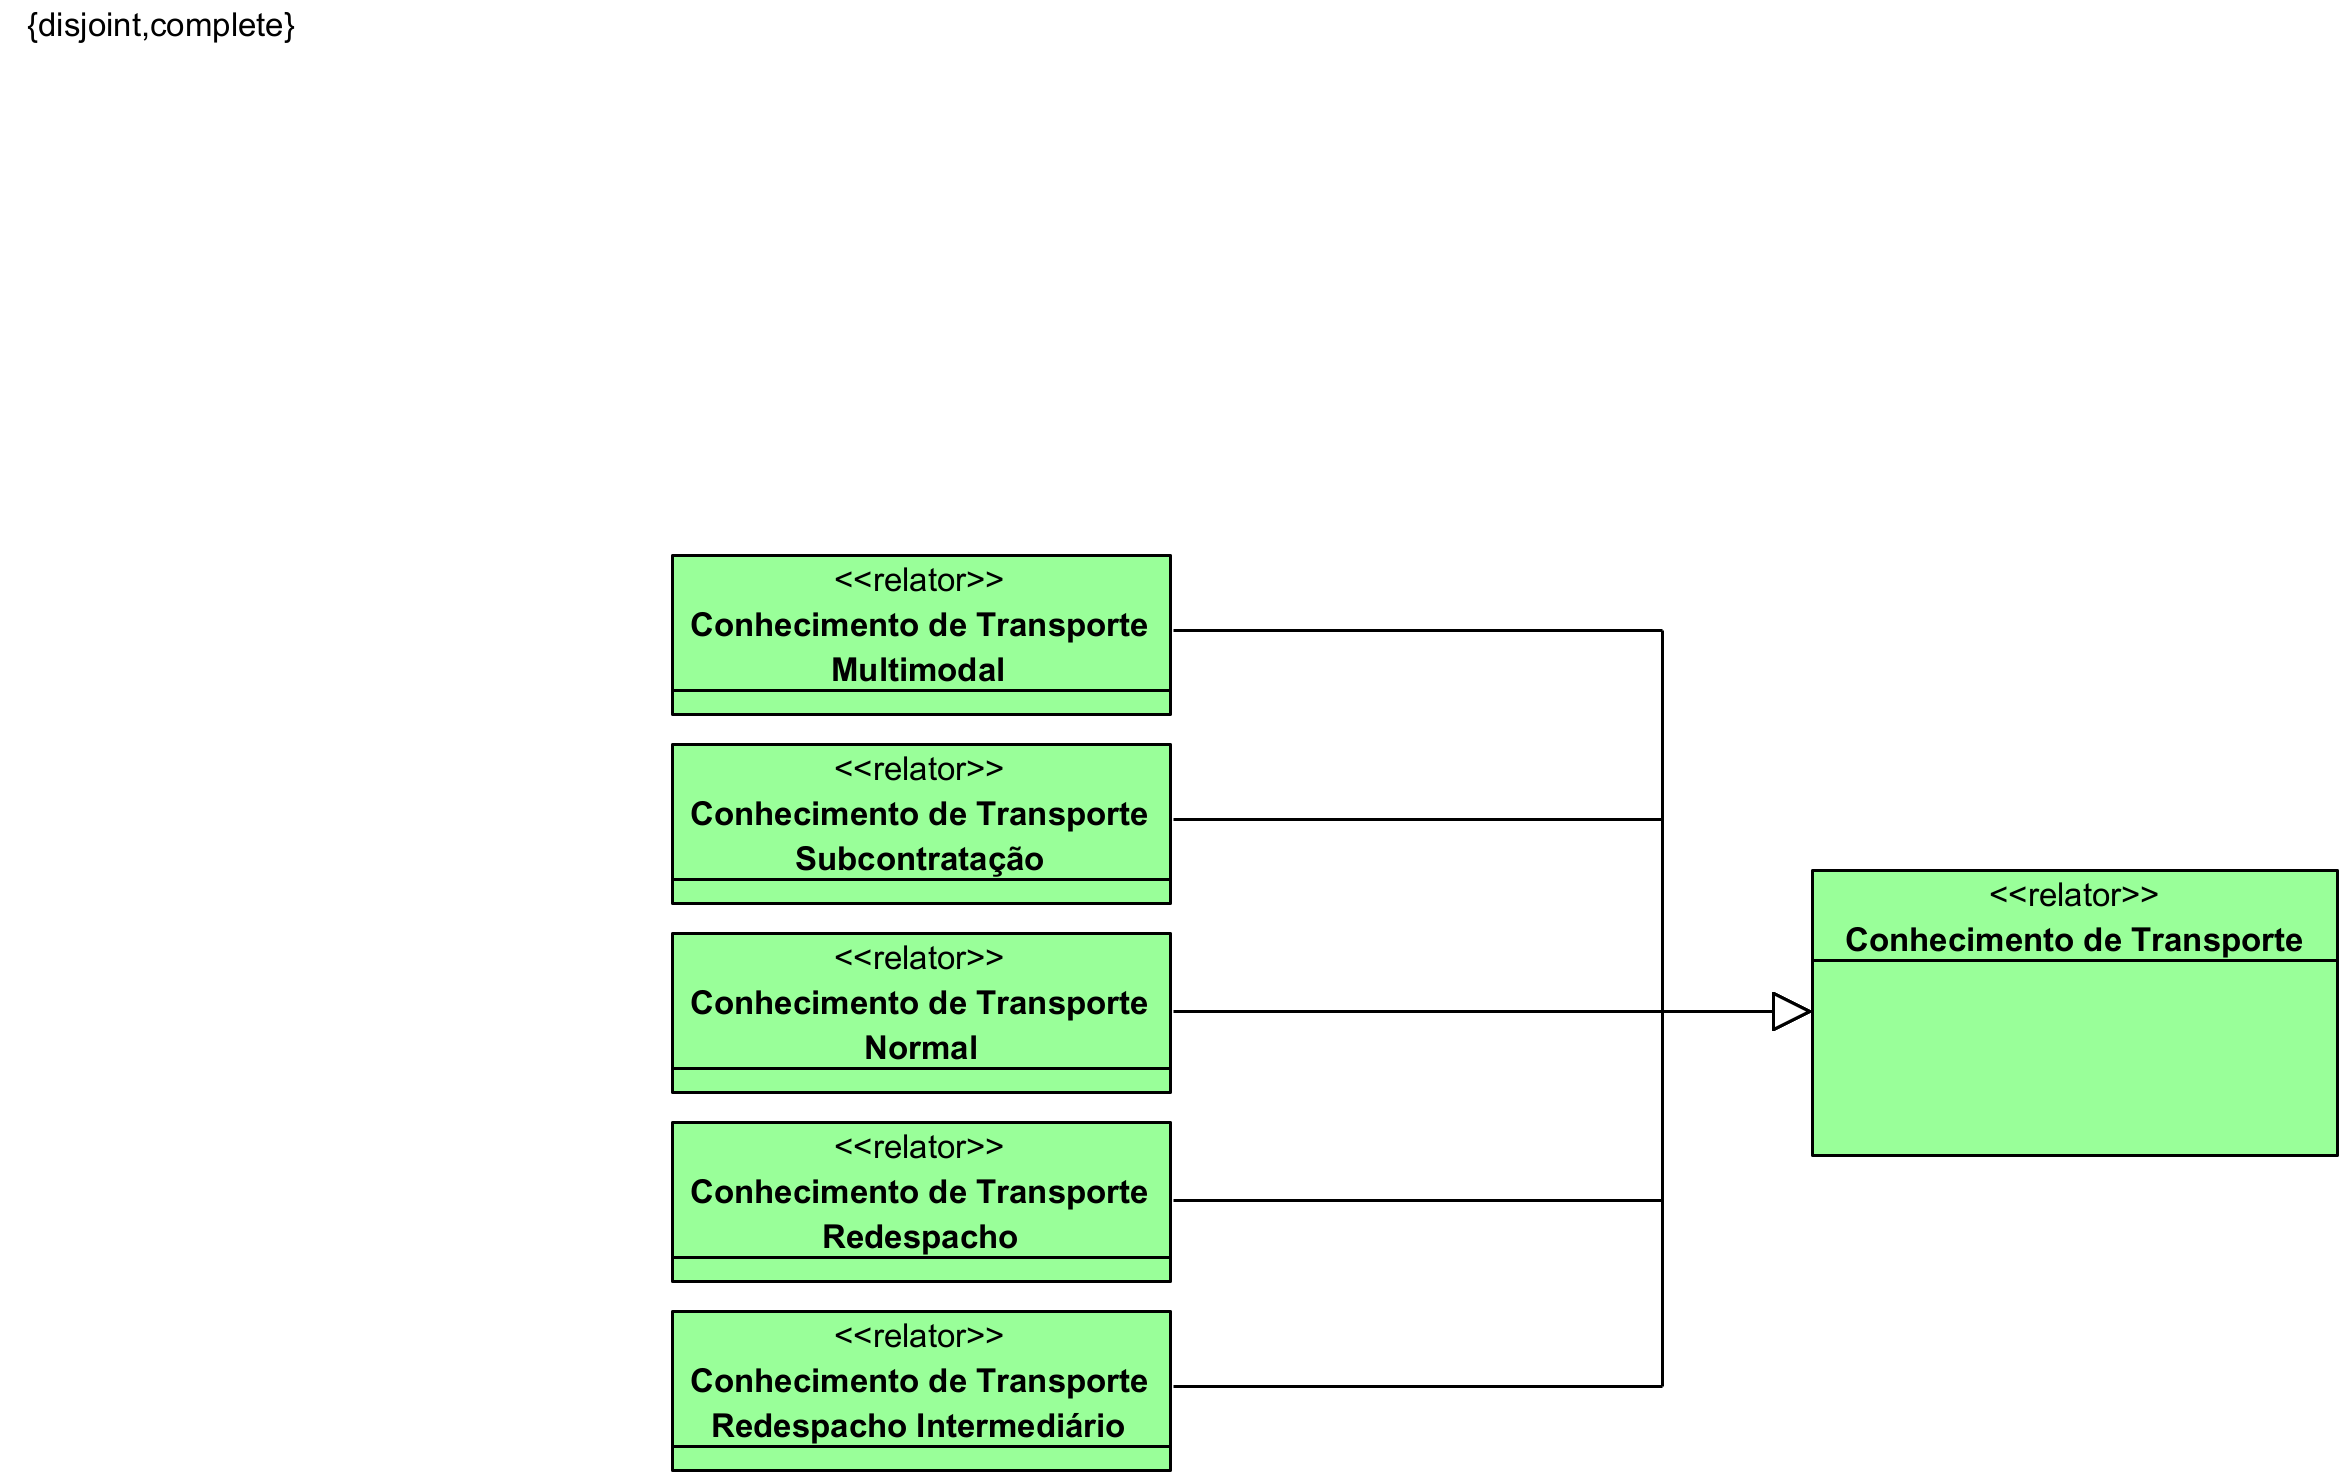 {disjoint,complete}
<<relator>>
Conhecimento de Transporte
Multimodal
<<relator>>
Conhecimento de Transporte
Subcontratação
<<relator>>
Conhecimento de Transporte
Normal
<<relator>>
Conhecimento de Transporte
Redespacho
<<relator>>
Conhecimento de Transporte
Redespacho Intermediário
<<relator>>
Conhecimento de Transporte